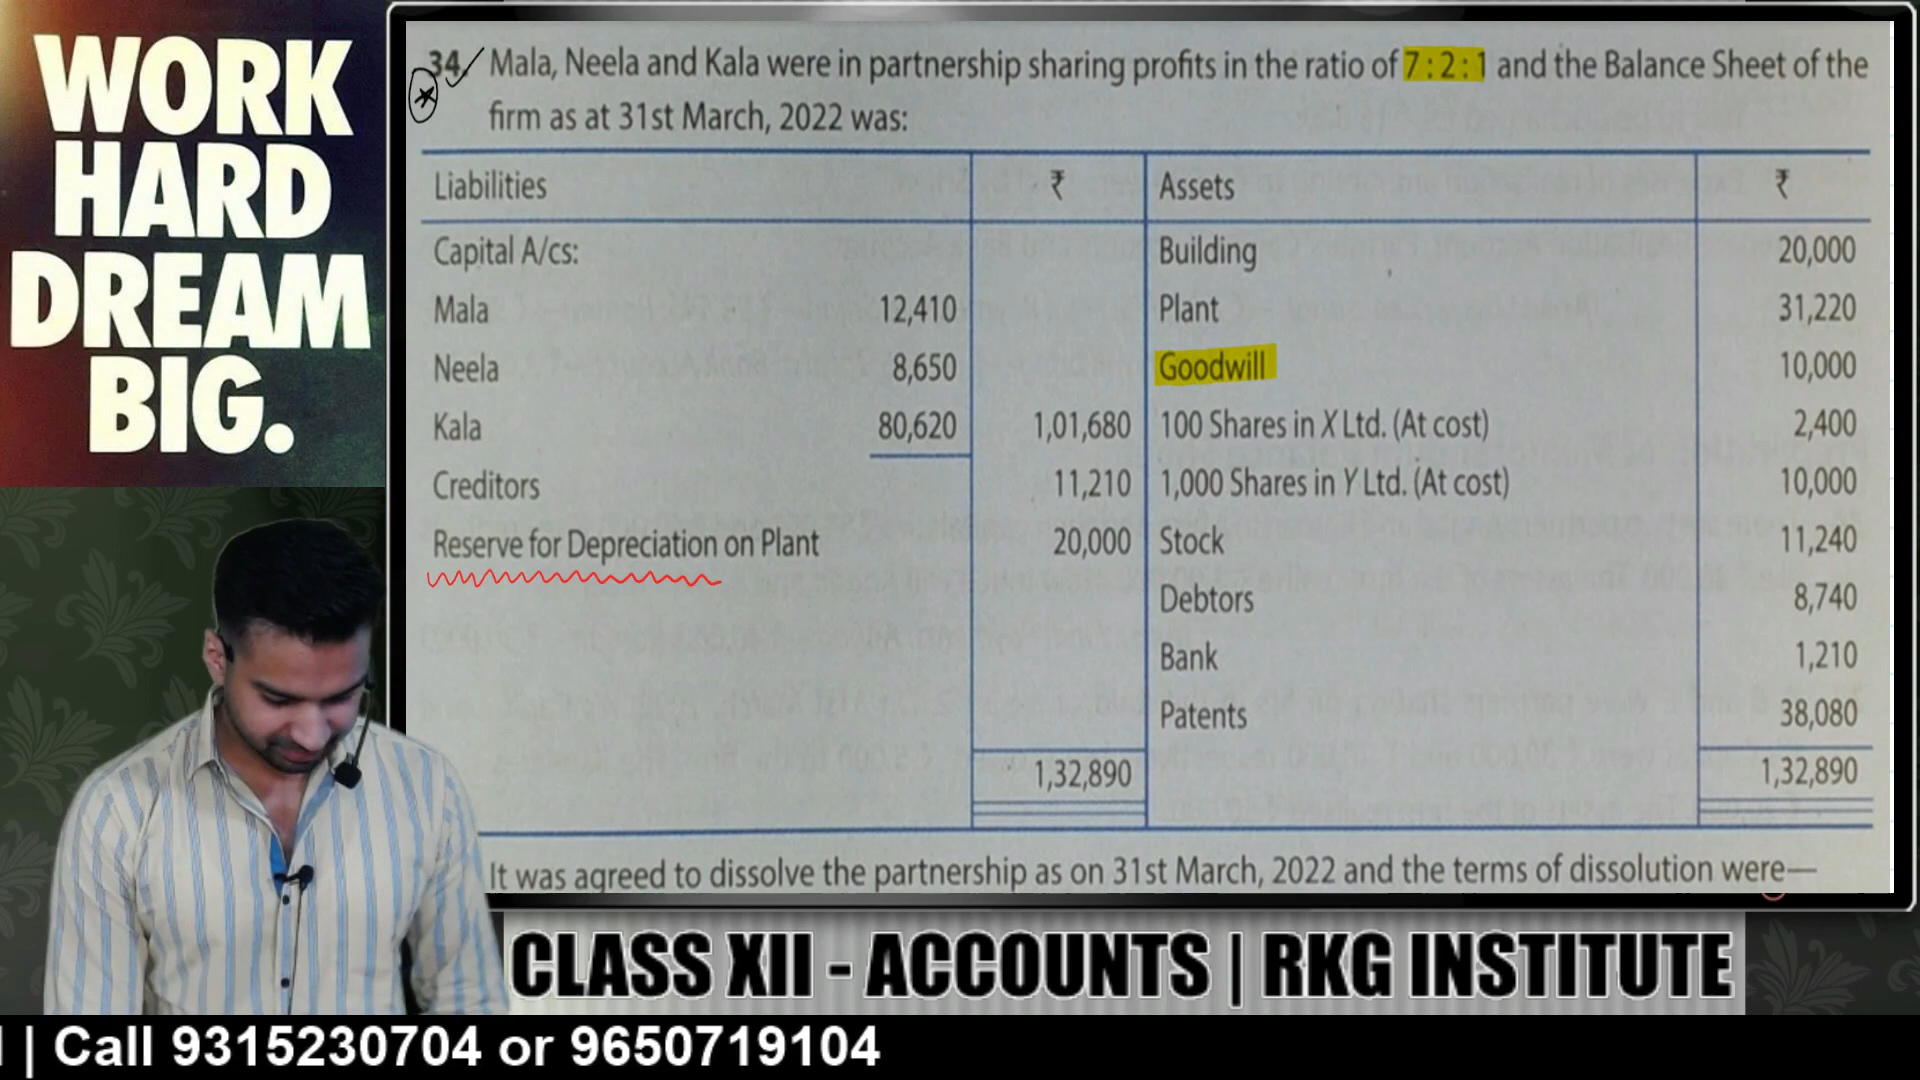 WORK
HARD
DREAM
BIG.
34. Mala, Neela and Kala were in partnership sharing profits in the ratio of 7 : 2 : 1 and the Balance Sheet of the
firm as at 31st March, 2022 was:
Liabilities ₹ Assets ₹
Capital A/cs: Building 20,000
Mala 12,410 Plant 31,220
Neela 8,650 Goodwill 10,000
Kala 80,620 1,01,680 100 Shares in X Ltd. (At cost) 2,400
Creditors 11,210 1,000 Shares in Y Ltd. (At cost) 10,000
Reserve for Depreciation on Plant 20,000 Stock 11,240
Debtors 8,740
Bank 1,210
Patents 38,080
1,32,890 1,32,890
It was agreed to dissolve the partnership as on 31st March, 2022 and the terms of dissolution were—
CLASS XII - ACCOUNTS | RKG INSTITUTE
| Call 9315230704 or 9650719104